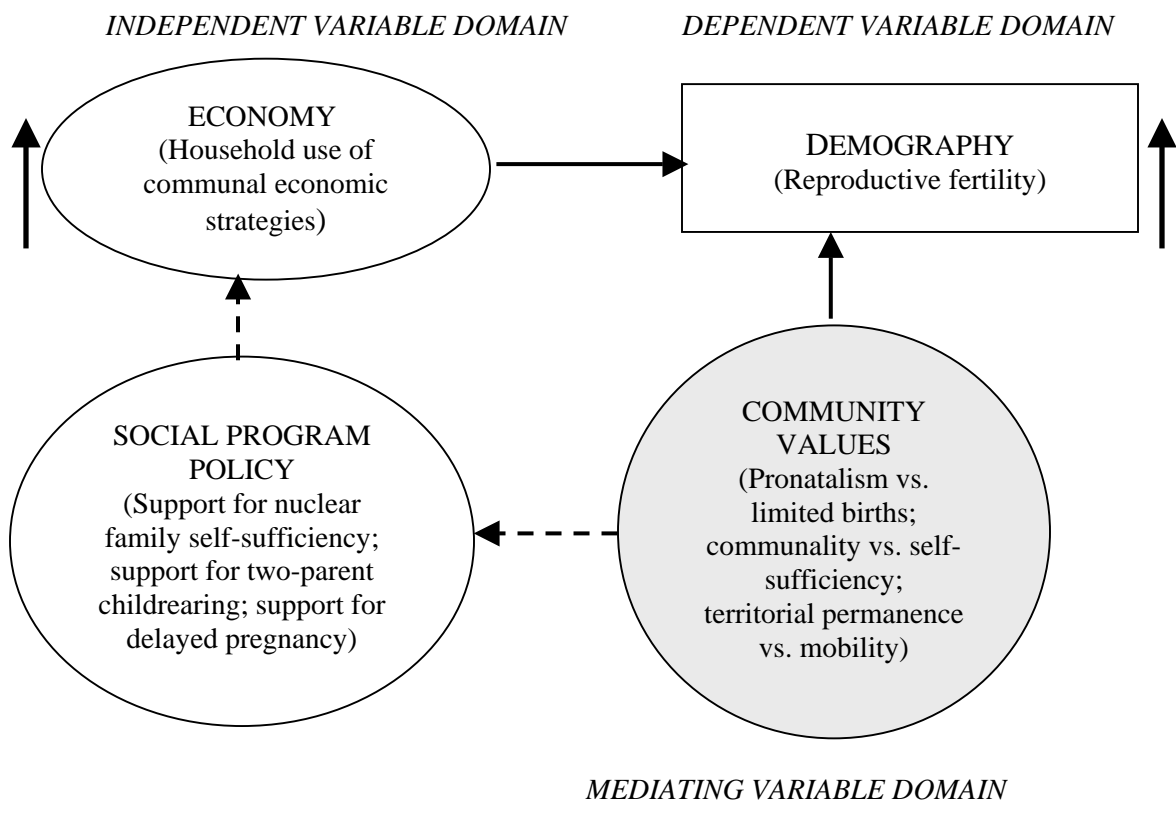 INDEPENDENT VARIABLE DOMAIN
DEPENDENT VARIABLE DOMAIN
ECONOMY
(Household use of
communal economic
strategies)
DEMOGRAPHY
(Reproductive fertility)
SOCIAL PROGRAM
POLICY
(Support for nuclear
family self-sufficiency;
support for two-parent
childrearing; support for
delayed pregnancy)
COMMUNITY
VALUES
(Pronatalism vs.
limited births;
communality vs. self-
sufficiency;
territorial permanence
vs. mobility)
MEDIATING VARIABLE DOMAIN